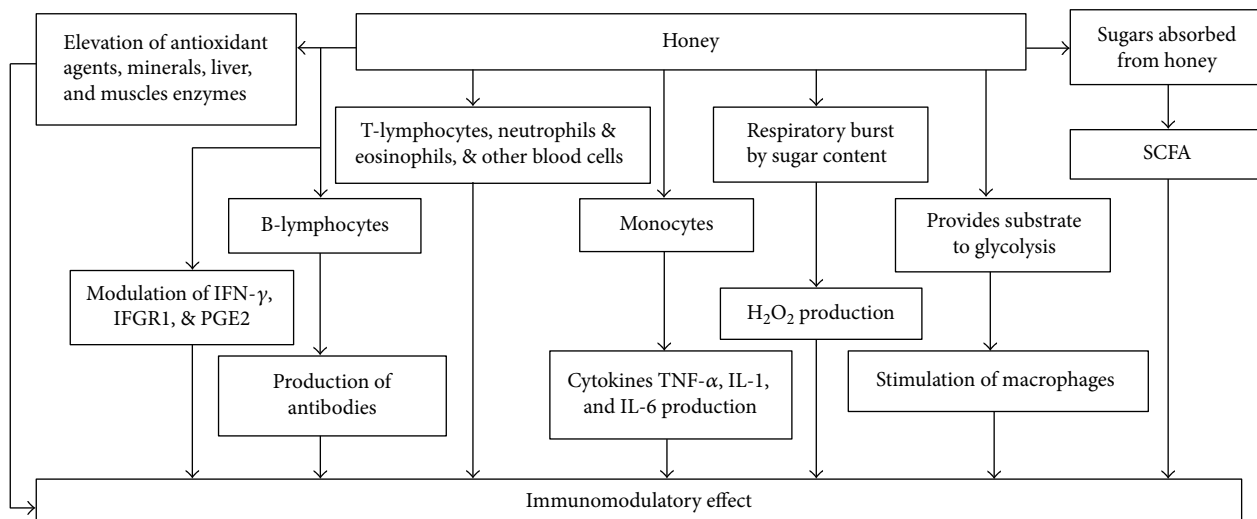 Elevation of antioxidant
agents, minerals, liver,
and muscles enzymes
Honey
Sugars absorbed
from honey
T-lymphocytes, neutrophils &
eosinophils, & other blood cells
Respiratory burst
by sugar content
SCFA
B-lymphocytes
Monocytes
Provides substrate
to glycolysis
Modulation of IFN-γ,
IFGR1, & PGE2
H₂O₂ production
Production of
antibodies
Cytokines TNF-α, IL-1,
and IL-6 production
Stimulation of macrophages
Immunomodulatory effect